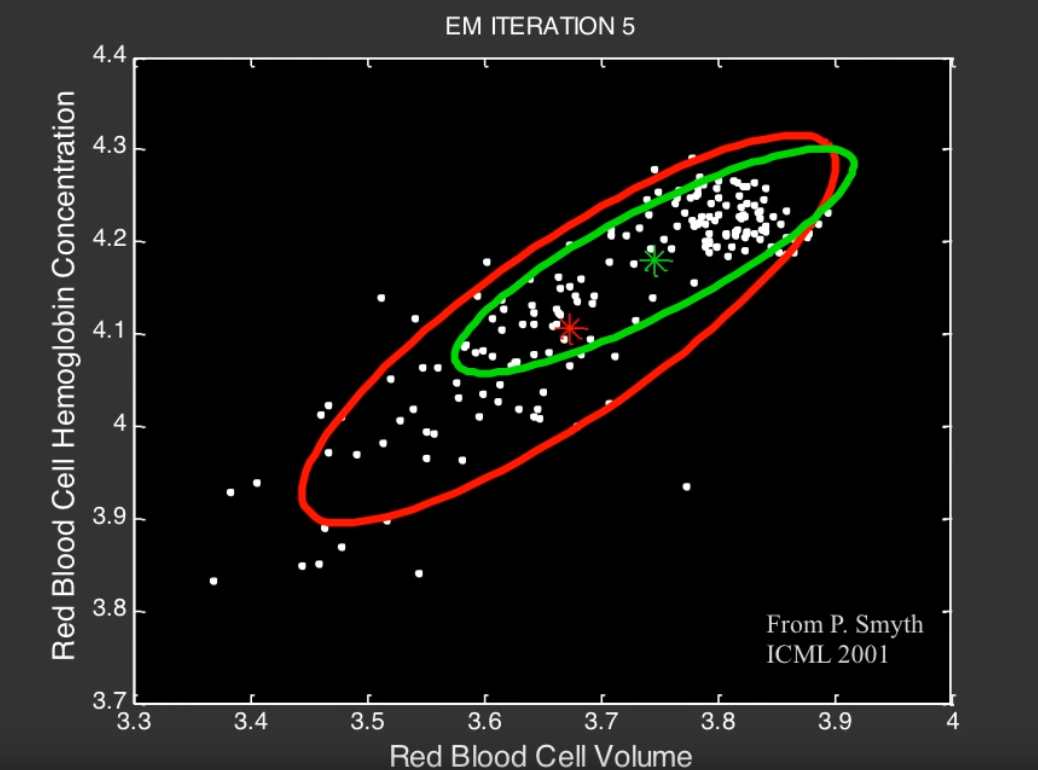 EM ITERATION 5
Red Blood Cell Hemoglobin Concentration
4.4
4.3
4.2
4.1
4
3.9
3.8
3.7
From P. Smyth
ICML 2001
3.3 3.4 3.5 3.6 3.7 3.8 3.9 4
Red Blood Cell Volume